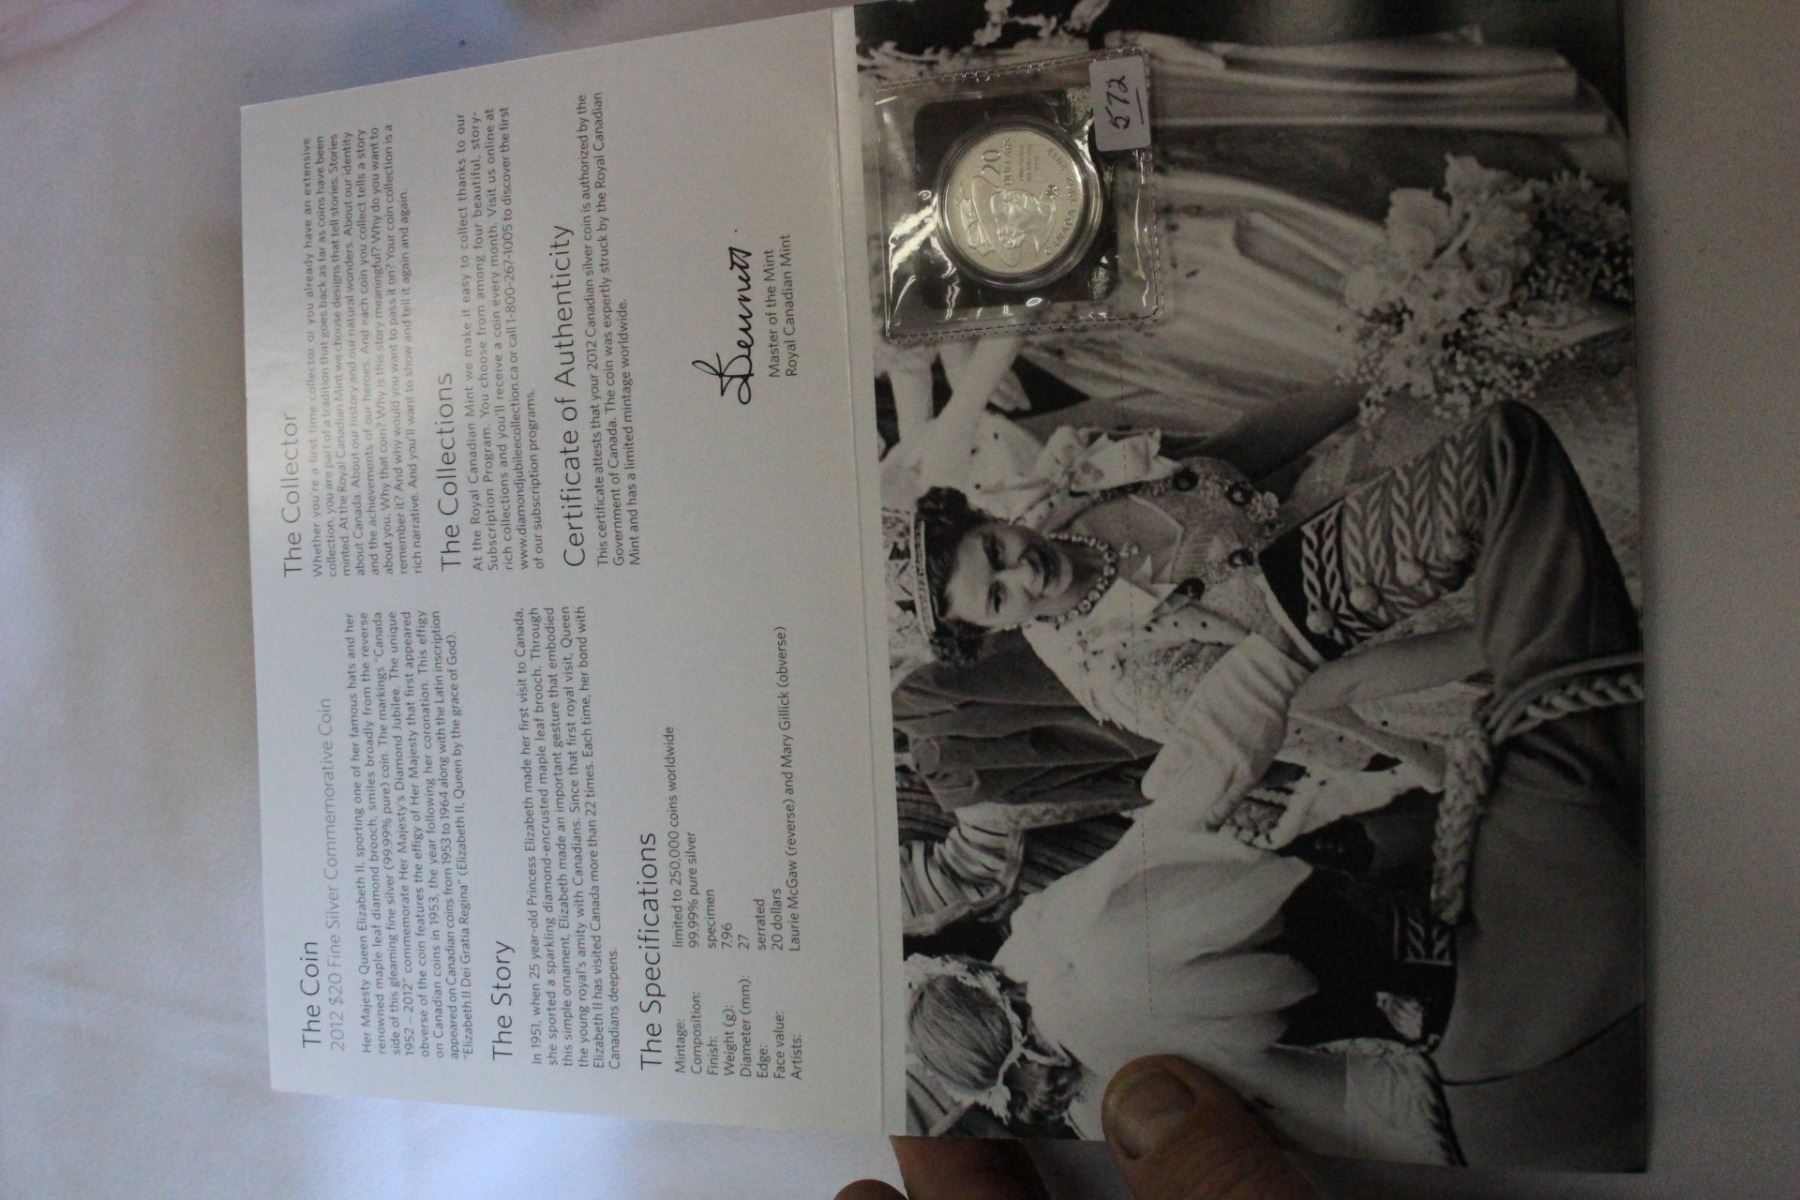 The Coin
2012 $20 Fine Silver Commemorative Coin
Her Majesty Queen Elizabeth II, sporting one of her famous hats and her
renowned maple leaf diamond brooch, smiles broadly from the reverse
side of this gleaming fine silver (99.99% pure) coin. The markings "Canada
1952 – 2012" commemorate Her Majesty's Diamond Jubilee. The unique
obverse of the coin features the effigy of Her Majesty that first appeared
on Canadian coins in 1953, the year following her coronation. This effigy
appeared on Canadian coins from 1953 to 1964 along with the Latin inscription
"Elizabeth II Dei Gratia Regina" (Elizabeth II, Queen by the grace of God).
The Story
In 1951, when 25 year-old Princess Elizabeth made her first visit to Canada,
she sported a sparkling diamond-encrusted maple leaf brooch. Through
this simple ornament, Elizabeth made an important gesture that embodied
the young royal's amity with Canadians. Since that first royal visit, Queen
Elizabeth II has visited Canada more than 22 times. Each time, her bond with
Canadians deepens.
The Specifications
Mintage: limited to 250,000 coins worldwide
Composition: 99.99% pure silver
Finish: specimen
Weight (g): 7.96
Diameter (mm): 27
Edge: serrated
Face value: 20 dollars
Artists: Laurie McGaw (reverse) and Mary Gillick (obverse)
The Collector
Whether you're a first time collector or you already have an extensive
collection, you are part of a tradition that goes back as far as coins have been
minted. At the Royal Canadian Mint we choose designs that tell stories. Stories
about Canada. About our history and our natural wonders. About our identity
and the achievements of our heroes. And each coin you collect tells a story
about you. Why that coin? Why is this story meaningful? Why do you want to
remember it? And why would you want to pass it on? Your coin collection is a
rich narrative. And you'll want to show and tell it again and again.
The Collections
At the Royal Canadian Mint we make it easy to collect thanks to our
Subscription Program. You choose from among four beautiful, story-
rich collections and you'll receive a coin every month. Visit us online at
www.diamondjubileecollection.ca or call 1-800-267-1005 to discover the first
of our subscription programs.
Certificate of Authenticity
This certificate attests that your 2012 Canadian silver coin is authorized by the
Government of Canada. The coin was expertly struck by the Royal Canadian
Mint and has a limited mintage worldwide.
Bennett
Master of the Mint
Royal Canadian Mint
572
20
DOLLARS
CANADA 1952 2012